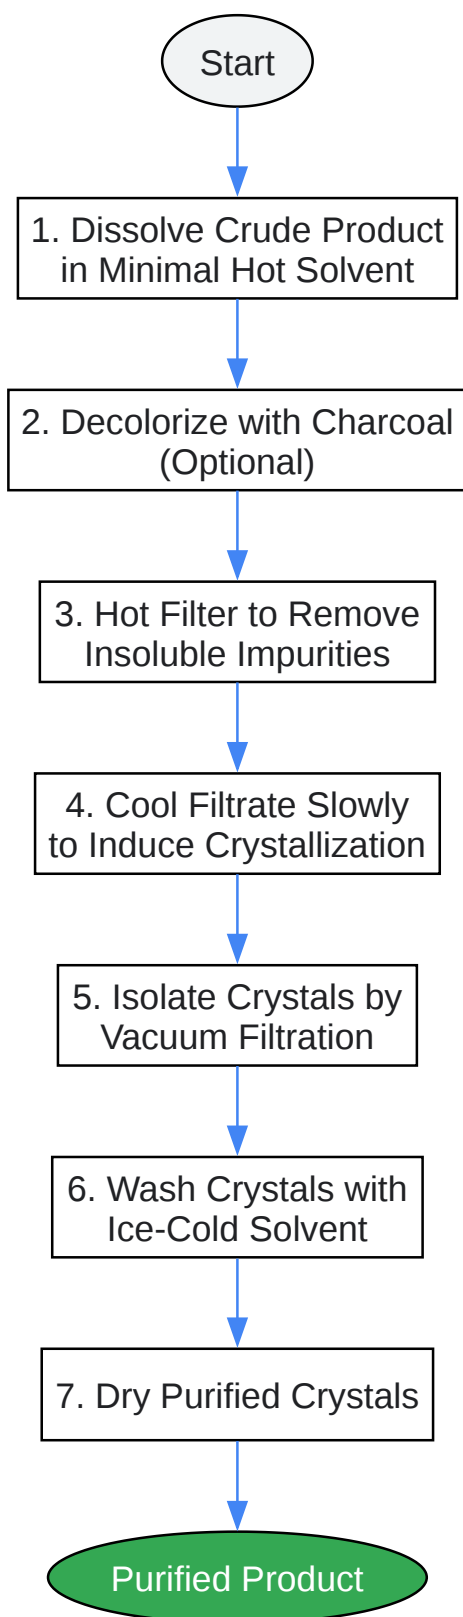 Start
1. Dissolve Crude Product
in Minimal Hot Solvent
2. Decolorize with Charcoal
(Optional)
3. Hot Filter to Remove
Insoluble Impurities
4. Cool Filtrate Slowly
to Induce Crystallization
5. Isolate Crystals by
Vacuum Filtration
6. Wash Crystals with
Ice-Cold Solvent
7. Dry Purified Crystals
Purified Product